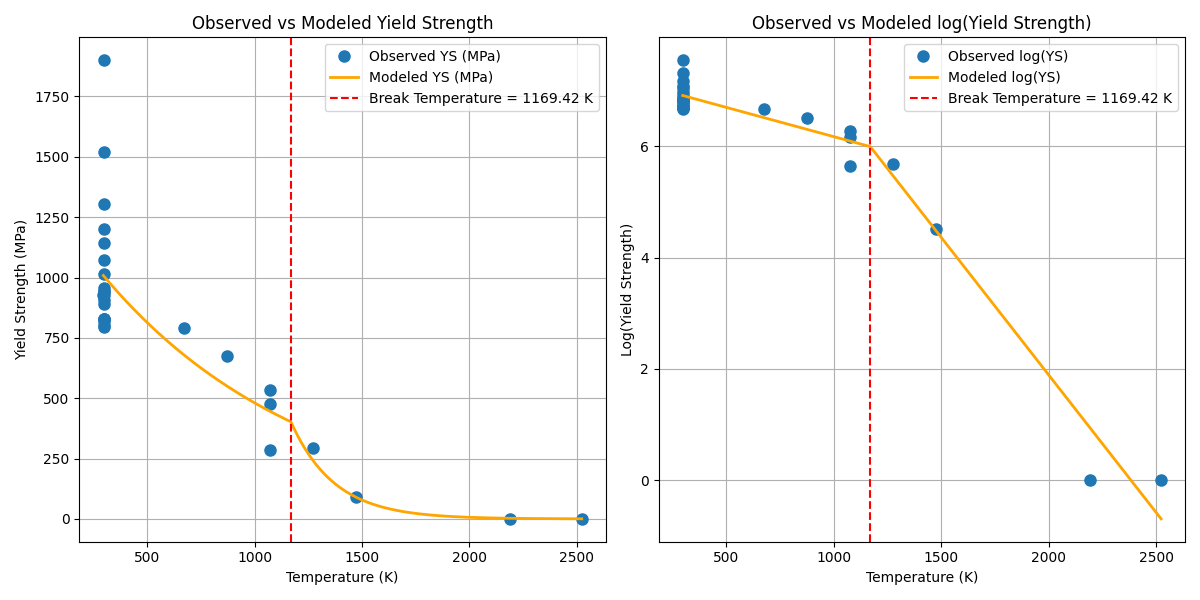 Observed vs Modeled Yield Strength
Observed YS (MPa)
Modeled YS (MPa)
Break Temperature = 1169.42 K
Yield Strength (MPa)
1750
1500
1250
1000
750
500
250
0
500
1000
1500
2000
2500
Temperature (K)
Observed vs Modeled log(Yield Strength)
Observed log(YS)
Modeled log(YS)
Break Temperature = 1169.42 K
Log(Yield Strength)
6
4
2
0
500
1000
1500
2000
2500
Temperature (K)